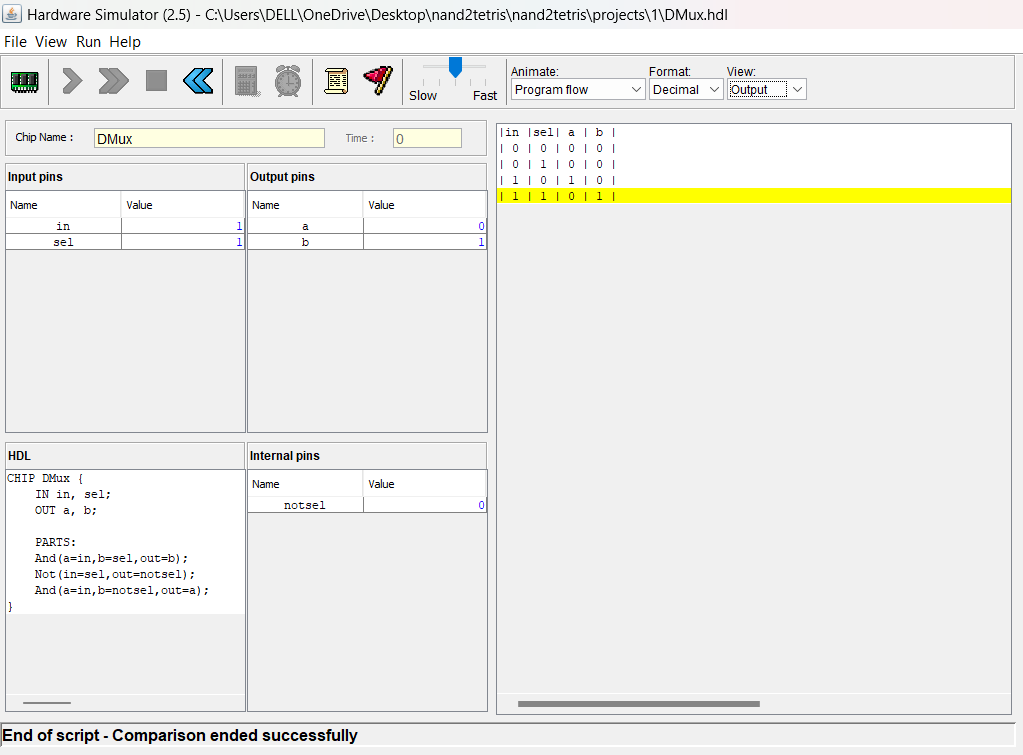 Hardware Simulator (2.5) - C:\Users\DELL\OneDrive\Desktop\nand2tetris\nand2tetris\projects\1\DMux.hdl
File View Run Help
Slow Fast
Animate: Format: View:
Program flow Decimal Output
Chip Name : DMux Time : 0
Input pins
Name Value
in 1
sel 1
Output pins
Name Value
a 0
b 1
|in |sel| a | b |
| 0 | 0 | 0 | 0 |
| 0 | 1 | 0 | 0 |
| 1 | 0 | 1 | 0 |
| 1 | 1 | 0 | 1 |
HDL
CHIP DMux {
IN in, sel;
OUT a, b;
PARTS:
And(a=in,b=sel,out=b);
Not(in=sel,out=notsel);
And(a=in,b=notsel,out=a);
}
Internal pins
Name Value
notsel 0
End of script - Comparison ended successfully